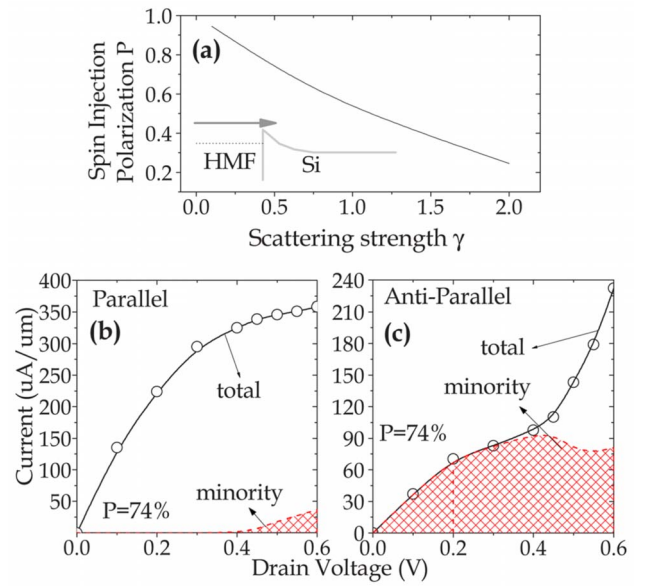 1.0
0.8
0.6
0.4
0.2
Spin Injection
Polarization P
(a)
HMF
Si
0.0 0.5 1.0 1.5 2.0
Scattering strength γ
400
350
300
250
200
150
100
50
Current (uA/um)
Parallel
(b)
total
P=74%
minority
0.0 0.2 0.4 0.6
240
210
180
150
120
90
60
30
0
Anti-Parallel
(c)
total
minority
P=74%
0.0 0.2 0.4 0.6
Drain Voltage (V)